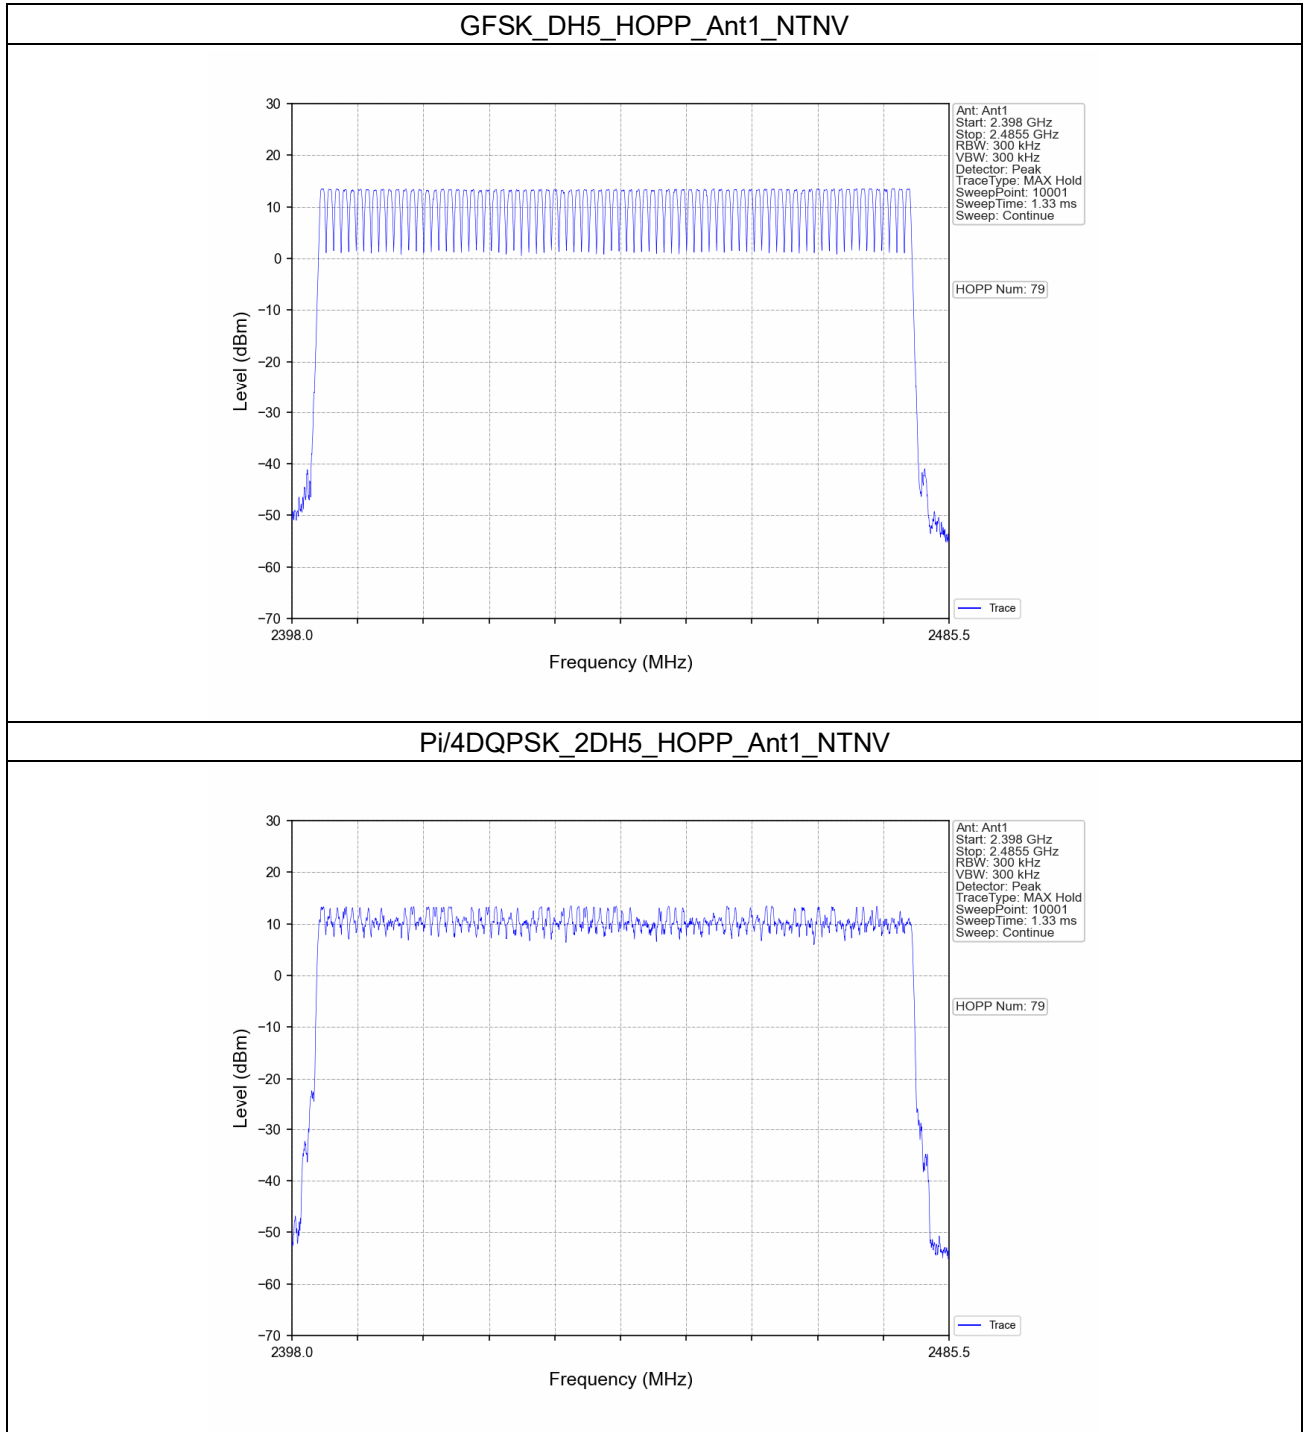 GFSK_DH5_HOPP_Ant1_NTNV
30
20
10
0
−10
−20
−30
−40
−50
−60
−70
Level (dBm)
2398.0
2485.5
Frequency (MHz)
Ant: Ant1
Start: 2.398 GHz
Stop: 2.4855 GHz
RBW: 300 kHz
VBW: 300 kHz
Detector: Peak
TraceType: MAX Hold
SweepPoint: 10001
SweepTime: 1.33 ms
Sweep: Continue
HOPP Num: 79
Trace
Pi/4DQPSK_2DH5_HOPP_Ant1_NTNV
30
20
10
0
−10
−20
−30
−40
−50
−60
−70
Level (dBm)
2398.0
2485.5
Frequency (MHz)
Ant: Ant1
Start: 2.398 GHz
Stop: 2.4855 GHz
RBW: 300 kHz
VBW: 300 kHz
Detector: Peak
TraceType: MAX Hold
SweepPoint: 10001
SweepTime: 1.33 ms
Sweep: Continue
HOPP Num: 79
Trace